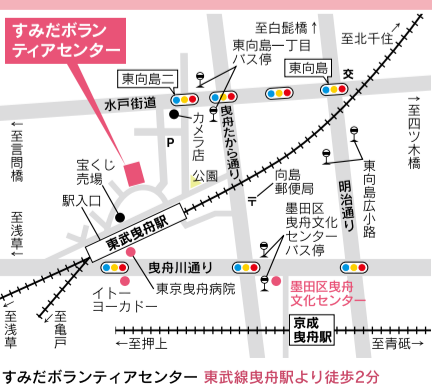 すみだボラン
ティアセンター
至白髭橋↑
至北千住
東向島一丁目
バス停
東向島二
東向島
交
水戸街道
カメラ店
P
曳舟たから通り
→至四ツ木橋
←至言問橋
宝くじ
売場
公園
向島
郵便局
〒
東向島広小路
明治通り
駅入口
←至浅草
東武曳舟駅
墨田区
曳舟文化
センター
バス停
曳舟川通り
東京曳舟病院
イトー
ヨーカドー
墨田区曳舟
文化センター
至浅草
至亀戸
京成
曳舟駅
←至押上
至青砥→
すみだボランティアセンター 東武線曳舟駅より徒歩2分